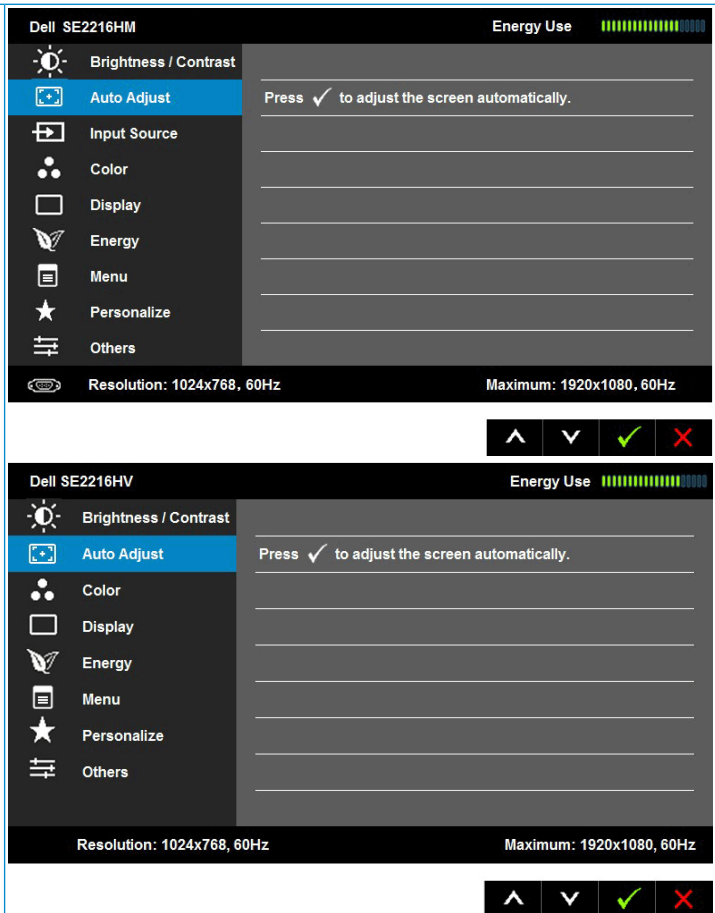 Dell SE2216HM Energy Use
Brightness / Contrast
Auto Adjust Press ✓ to adjust the screen automatically.
Input Source
Color
Display
Energy
Menu
Personalize
Others
Resolution: 1024x768, 60Hz Maximum: 1920x1080, 60Hz
Dell SE2216HV Energy Use
Brightness / Contrast
Auto Adjust Press ✓ to adjust the screen automatically.
Color
Display
Energy
Menu
Personalize
Others
Resolution: 1024x768, 60Hz Maximum: 1920x1080, 60Hz